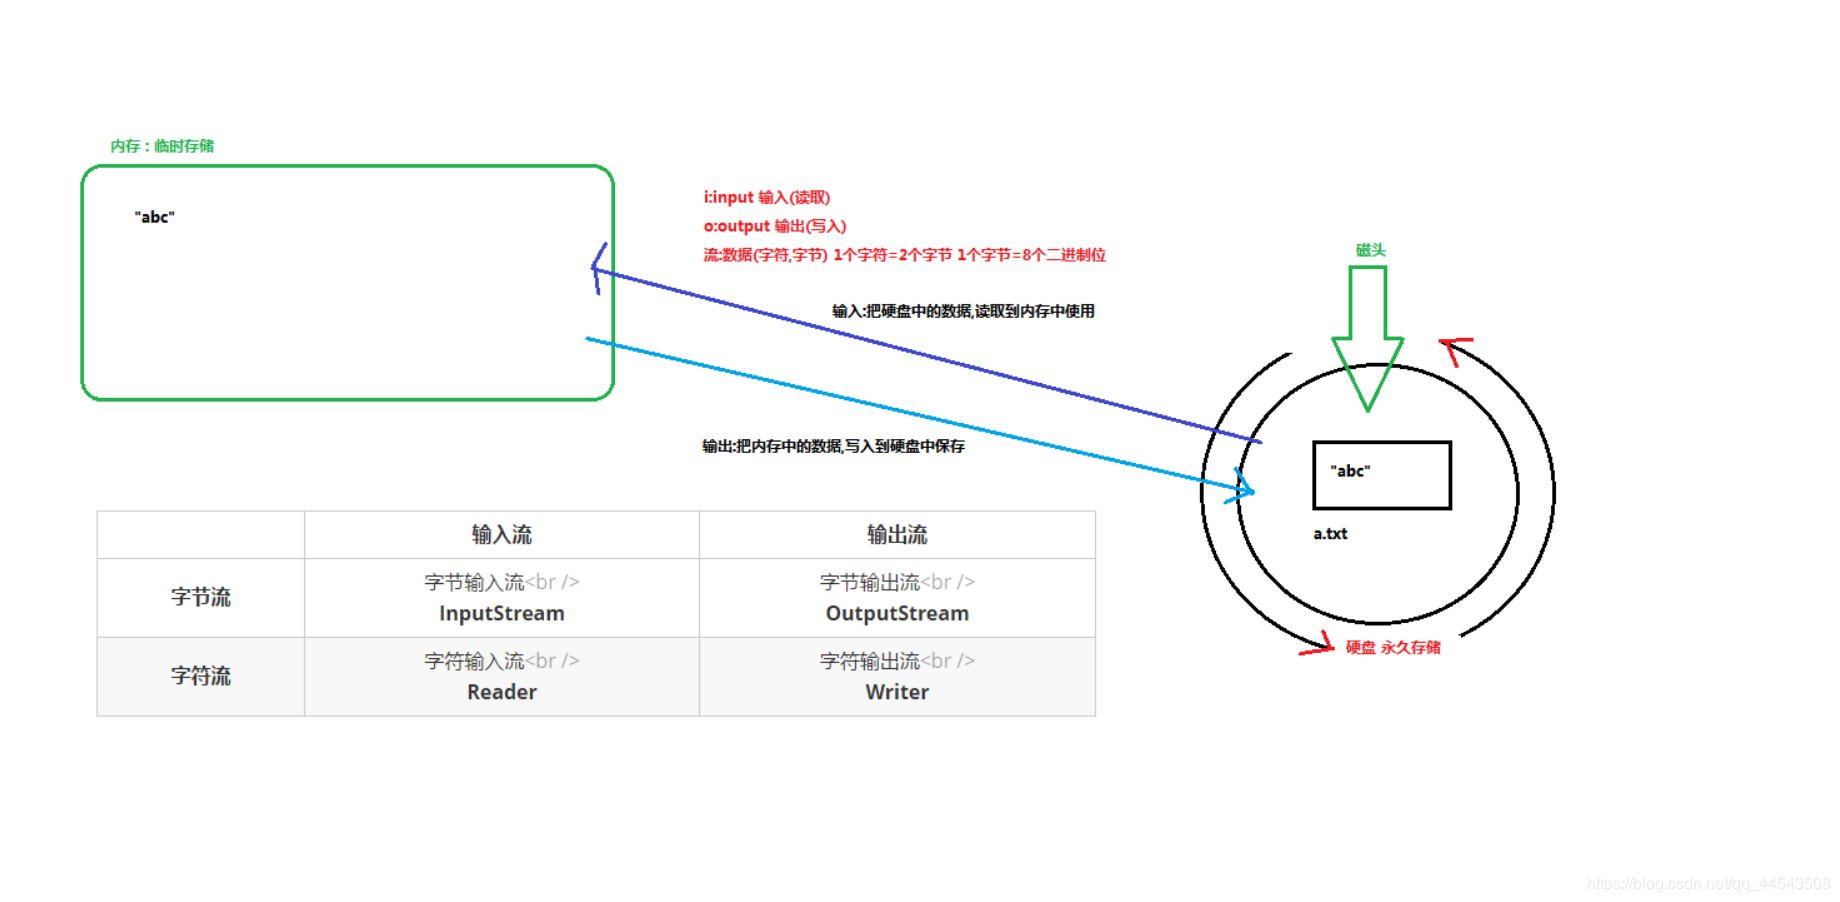 内存：临时存储
"abc"
i:input 输入(读取)
o:output 输出(写入)
流:数据(字符,字节) 1个字符=2个字节 1个字节=8个二进制位
输入:把硬盘中的数据,读取到内存中使用
输出:把内存中的数据,写入到硬盘中保存
磁头
"abc"
a.txt
硬盘 永久存储
输入流 输出流
字节流 字节输入流<br /> 字节输出流<br />
InputStream OutputStream
字符流 字符输入流<br /> 字符输出流<br />
Reader Writer
https://blog.csdn.net/qq_44543508